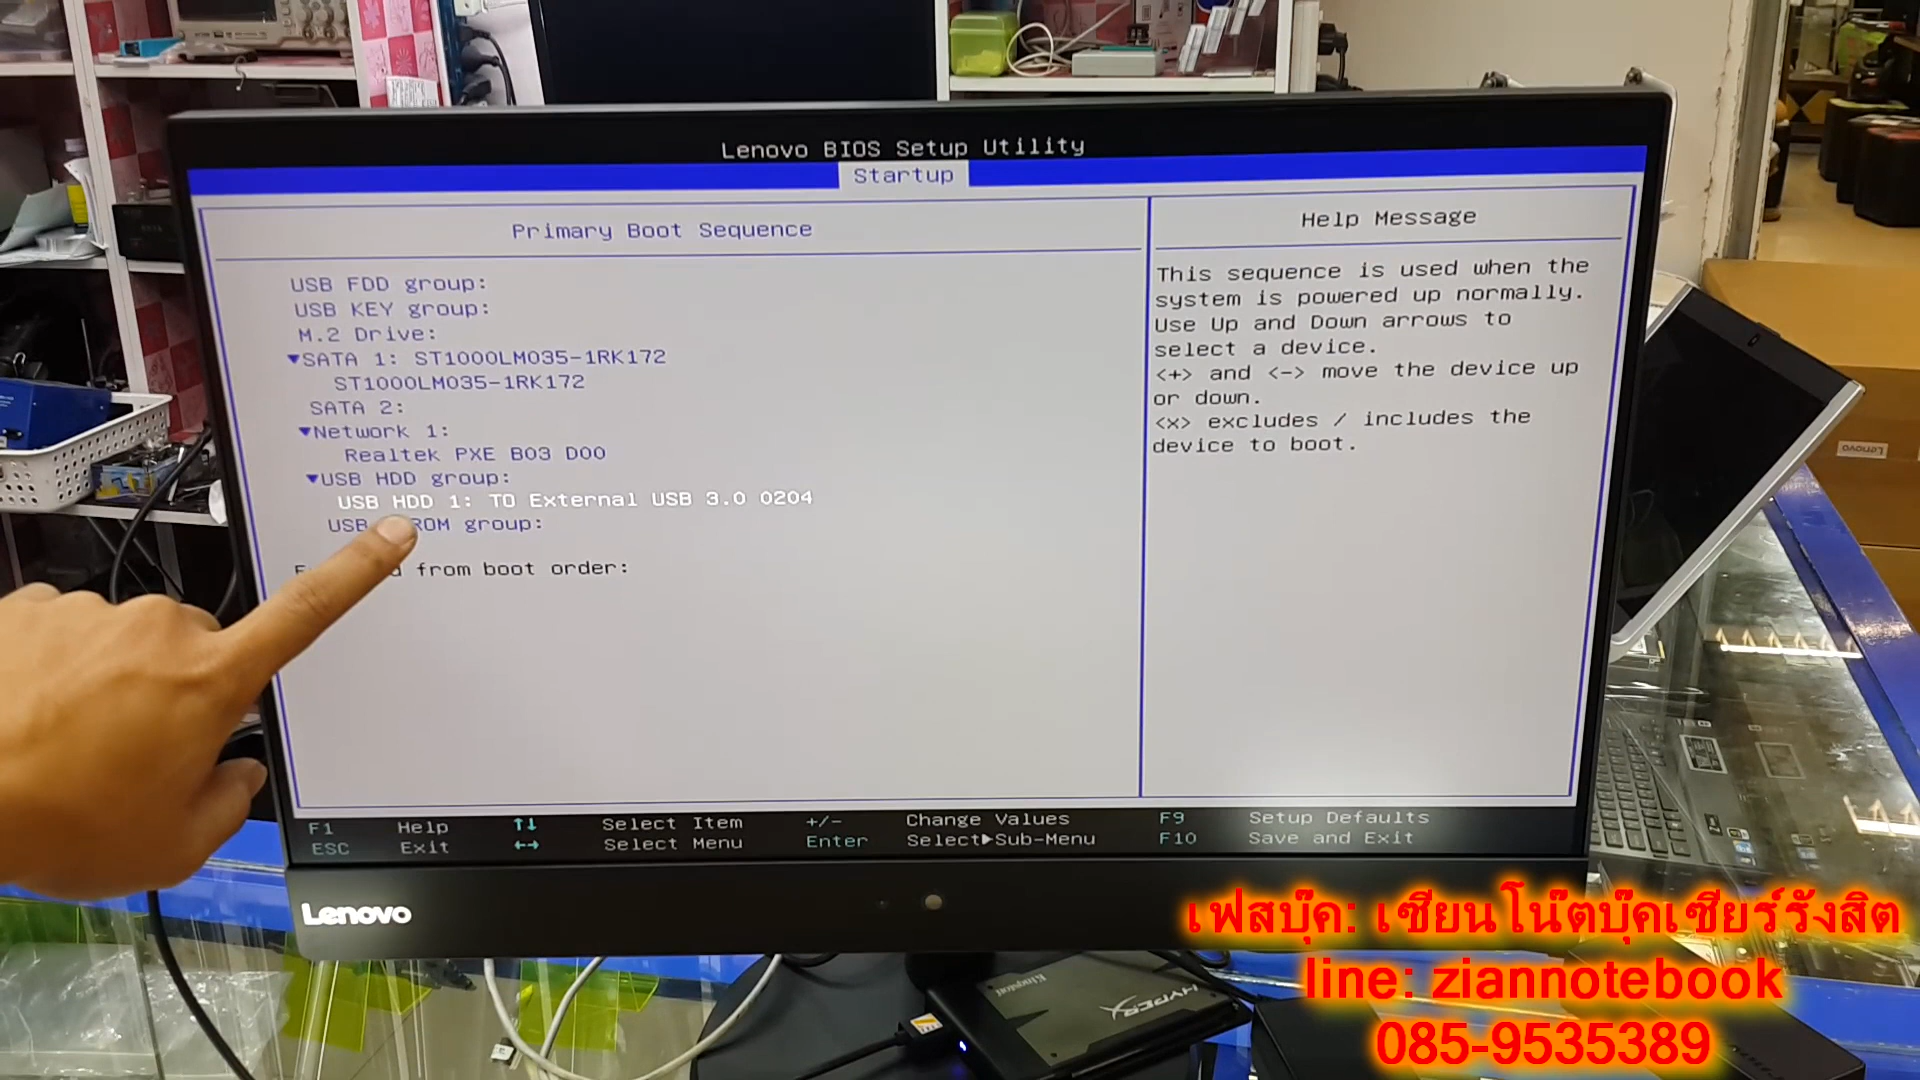 Lenovo BIOS Setup Utility
Startup
Primary Boot Sequence
USB FDD group:
USB KEY group:
M.2 Drive:
▼SATA 1: ST1000LM035-1RK172
ST1000LM035-1RK172
SATA 2:
▼Network 1:
Realtek PXE B03 D00
▼USB HDD group:
USB HDD 1: TO External USB 3.0 0204
USB ROM group:
from boot order:
Help Message
This sequence is used when the
system is powered up normally.
Use Up and Down arrows to
select a device.
<+> and <-> move the device up
or down.
<x> excludes / includes the
device to boot.
F1 Help ↑↓ Select Item +/- Change Values F9 Setup Defaults
ESC Exit ←→ Select Menu Enter Select▶Sub-Menu F10 Save and Exit
Lenovo
Lenovo
Kingston
HYPERX
เฟสบุ๊ค: เซียนโน๊ตบุ๊คเซียร์รังสิต
line: ziannotebook
085-9535389